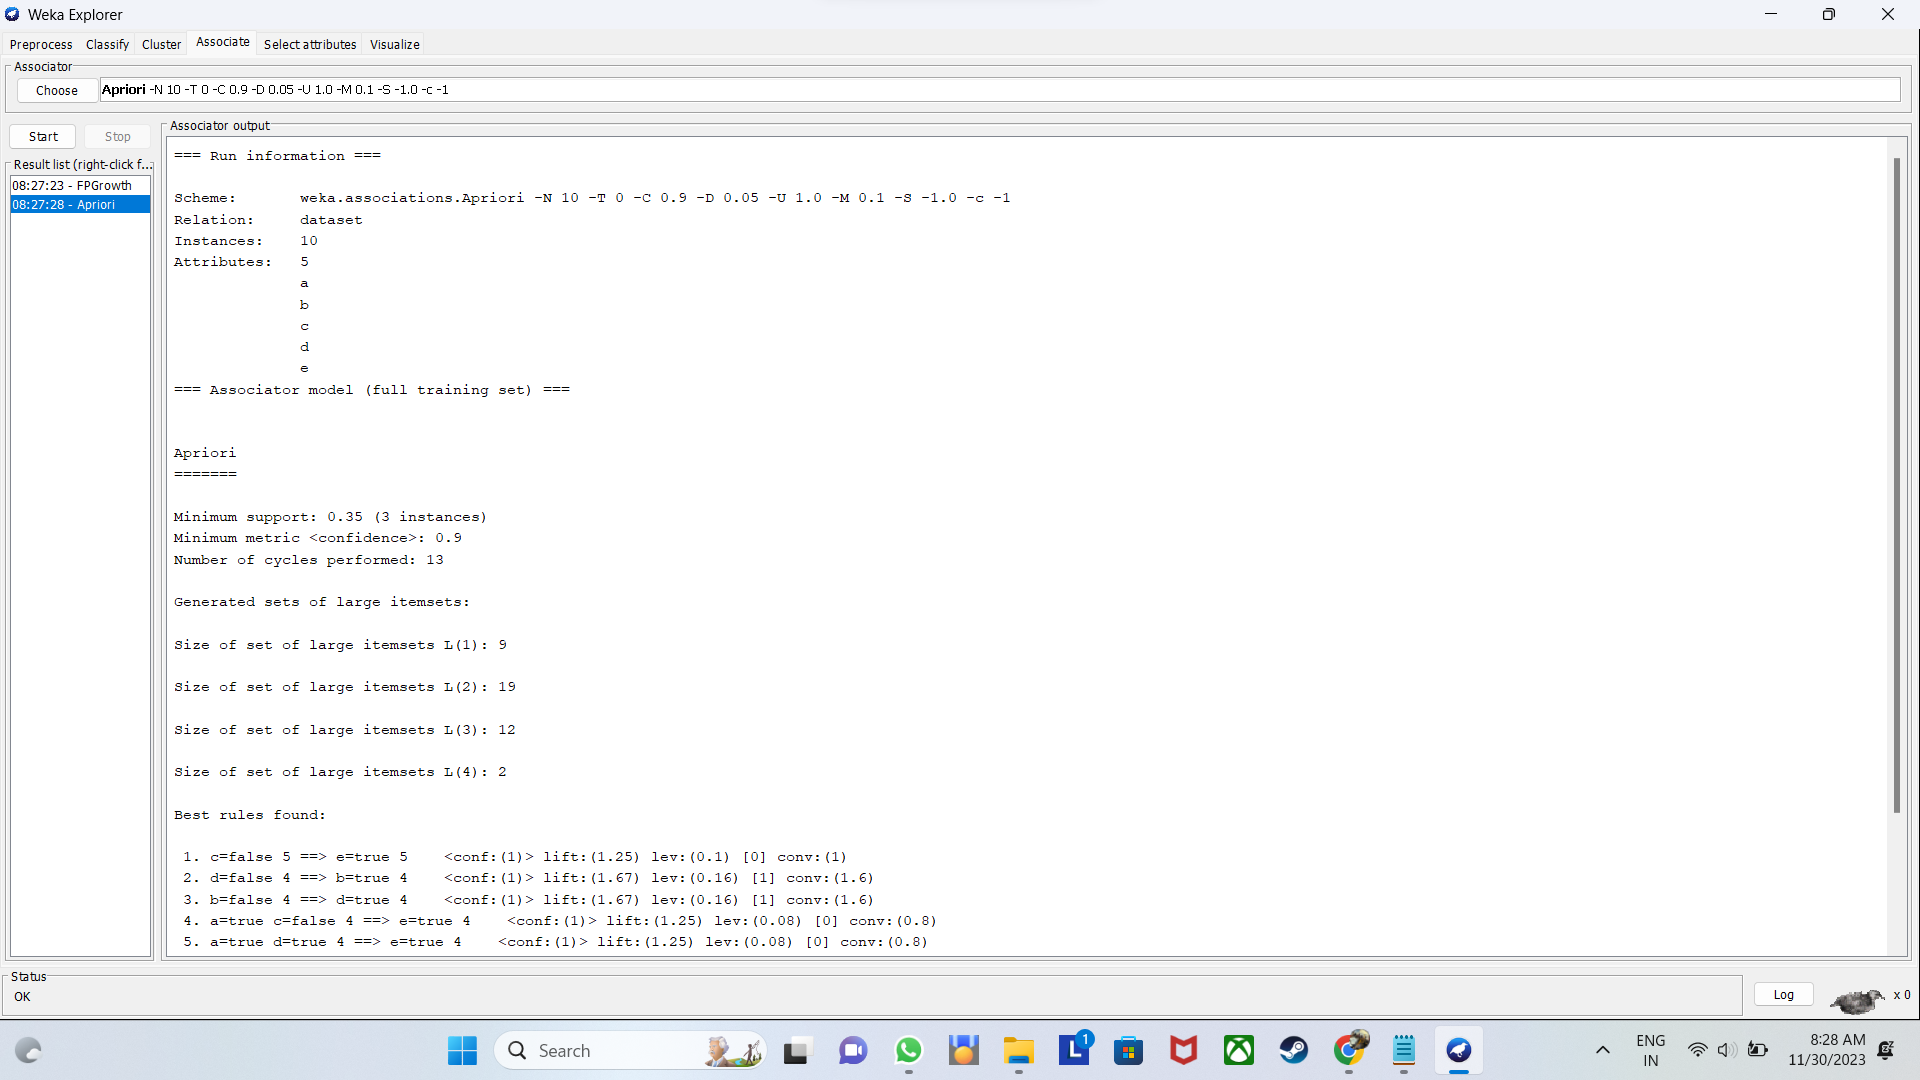 Weka Explorer
Preprocess Classify Cluster Associate Select attributes Visualize
Associator
Choose Apriori -N 10 -T 0 -C 0.9 -D 0.05 -U 1.0 -M 0.1 -S -1.0 -c -1
Start Stop
Result list (right-click f...
08:27:23 - FPGrowth
08:27:28 - Apriori
Associator output
=== Run information ===
Scheme: weka.associations.Apriori -N 10 -T 0 -C 0.9 -D 0.05 -U 1.0 -M 0.1 -S -1.0 -c -1
Relation: dataset
Instances: 10
Attributes: 5
a
b
c
d
e
=== Associator model (full training set) ===
Apriori
=======
Minimum support: 0.35 (3 instances)
Minimum metric <confidence>: 0.9
Number of cycles performed: 13
Generated sets of large itemsets:
Size of set of large itemsets L(1): 9
Size of set of large itemsets L(2): 19
Size of set of large itemsets L(3): 12
Size of set of large itemsets L(4): 2
Best rules found:
1. c=false 5 ==> e=true 5 <conf:(1)> lift:(1.25) lev:(0.1) [0] conv:(1)
2. d=false 4 ==> b=true 4 <conf:(1)> lift:(1.67) lev:(0.16) [1] conv:(1.6)
3. b=false 4 ==> d=true 4 <conf:(1)> lift:(1.67) lev:(0.16) [1] conv:(1.6)
4. a=true c=false 4 ==> e=true 4 <conf:(1)> lift:(1.25) lev:(0.08) [0] conv:(0.8)
5. a=true d=true 4 ==> e=true 4 <conf:(1)> lift:(1.25) lev:(0.08) [0] conv:(0.8)
Status
OK
Log
x 0
Search
L 1
ENG
IN
8:28 AM
11/30/2023